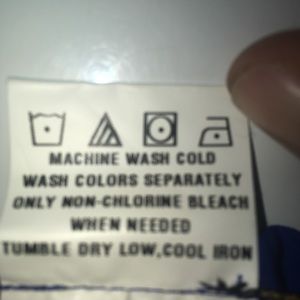 MACHINE WASH COLD
WASH COLORS SEPARATELY
ONLY NON-CHLORINE BLEACH
WHEN NEEDED
TUMBLE DRY LOW,COOL IRON